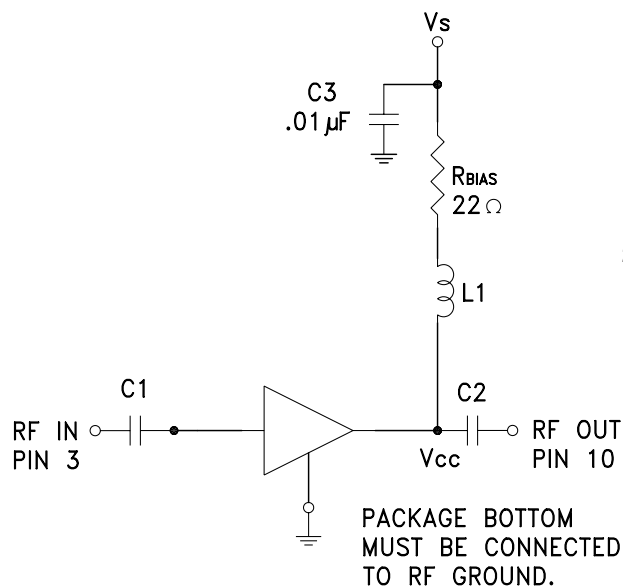 Vs
C3
.01µF
RBIAS
22Ω
L1
C1
C2
RF IN
PIN 3
Vcc
RF OUT
PIN 10
PACKAGE BOTTOM
MUST BE CONNECTED
TO RF GROUND.